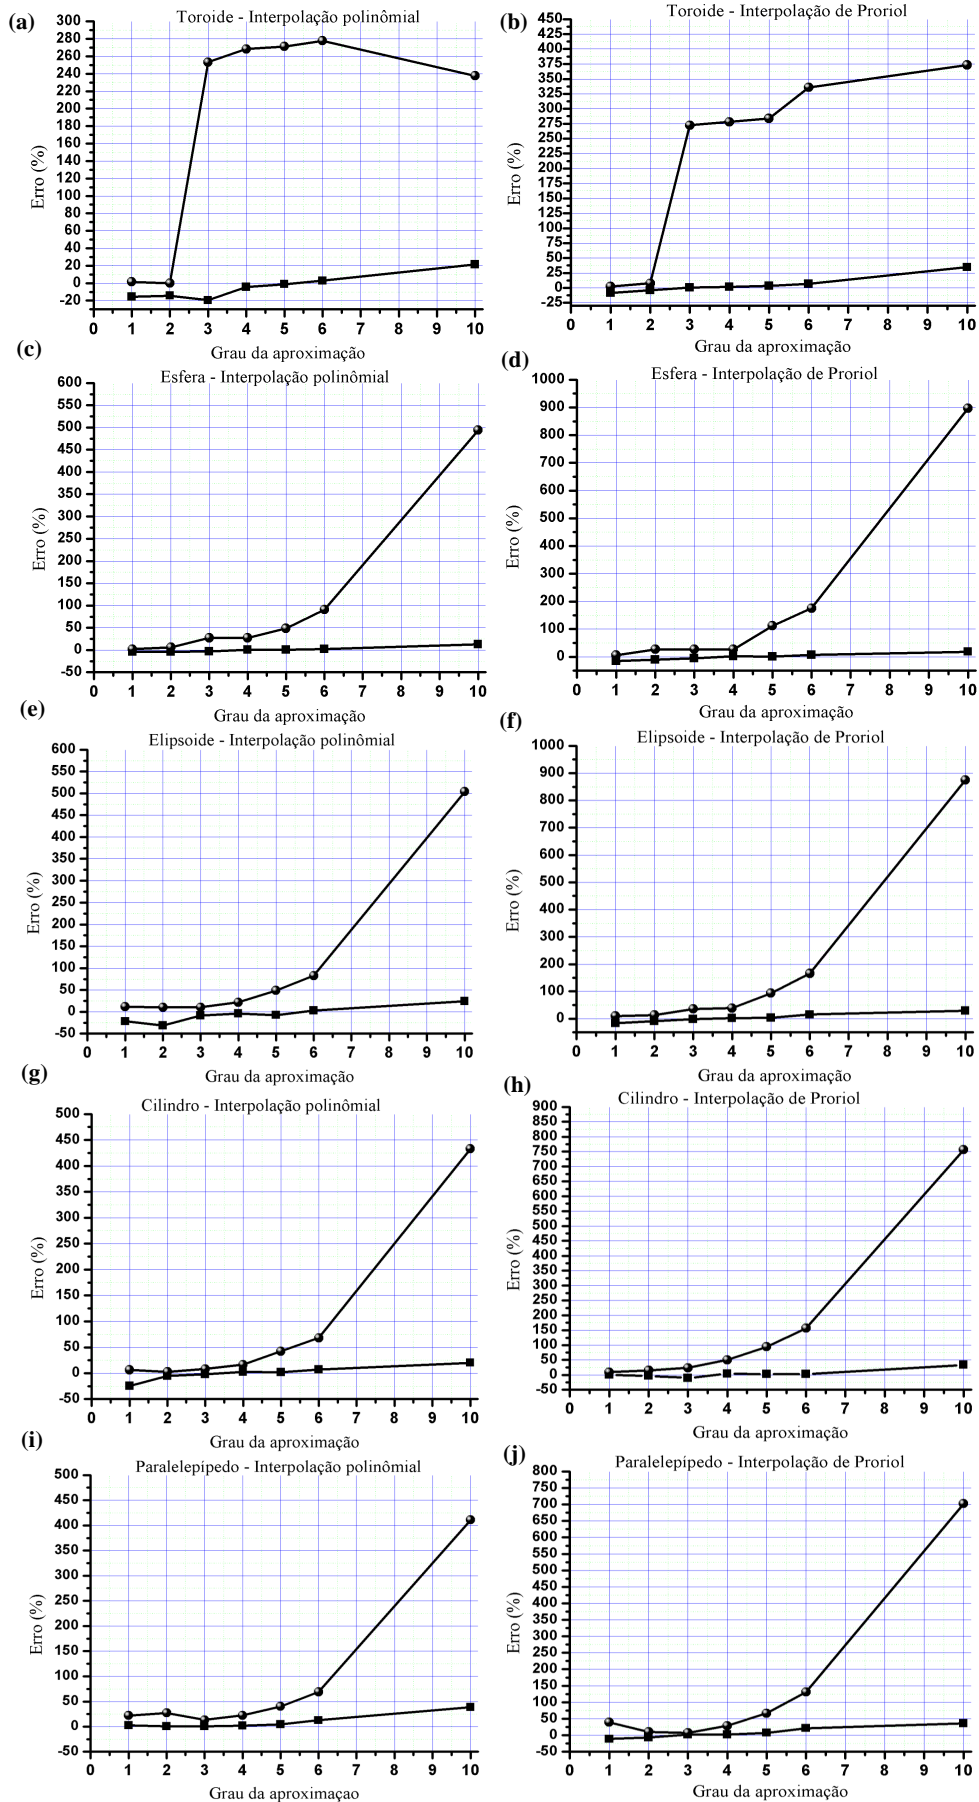 (a)
Toroide - Interpolação polinômial
300
280
260
240
220
200
180
160
140
120
100
80
60
40
20
0
-20
Erro (%)
0 1 2 3 4 5 6 7 8 9 10
Grau da aproximação
(b)
Toroide - Interpolação de Proriol
450
425
400
375
350
325
300
275
250
225
200
175
150
125
100
75
50
25
0
-25
Erro (%)
0 1 2 3 4 5 6 7 8 9 10
Grau da aproximação
(c)
Esfera - Interpolação polinômial
600
550
500
450
400
350
300
250
200
150
100
50
0
-50
Erro (%)
0 1 2 3 4 5 6 7 8 9 10
Grau da aproximação
(d)
Esfera - Interpolação de Proriol
1000
900
800
700
600
500
400
300
200
100
0
Erro (%)
0 1 2 3 4 5 6 7 8 9 10
Grau da aproximação
(e)
Elipsoide - Interpolação polinômial
600
550
500
450
400
350
300
250
200
150
100
50
0
-50
Erro (%)
0 1 2 3 4 5 6 7 8 9 10
Grau da aproximação
(f)
Elipsoide - Interpolação de Proriol
1000
900
800
700
600
500
400
300
200
100
0
Erro (%)
0 1 2 3 4 5 6 7 8 9 10
Grau da aproximação
(g)
Cilindro - Interpolação polinômial
500
450
400
350
300
250
200
150
100
50
0
-50
Erro (%)
0 1 2 3 4 5 6 7 8 9 10
Grau da aproximação
(h)
Cilindro - Interpolação de Proriol
900
850
800
750
700
650
600
550
500
450
400
350
300
250
200
150
100
50
0
-50
Erro (%)
0 1 2 3 4 5 6 7 8 9 10
Grau da aproximação
(i)
Paralelepípedo - Interpolação polinômial
500
450
400
350
300
250
200
150
100
50
0
-50
Erro (%)
0 1 2 3 4 5 6 7 8 9 10
Grau da aproximaçao
(j)
Paralelepípedo - Interpolação de Proriol
800
750
700
650
600
550
500
450
400
350
300
250
200
150
100
50
0
-50
Erro (%)
0 1 2 3 4 5 6 7 8 9 10
Grau da aproximação